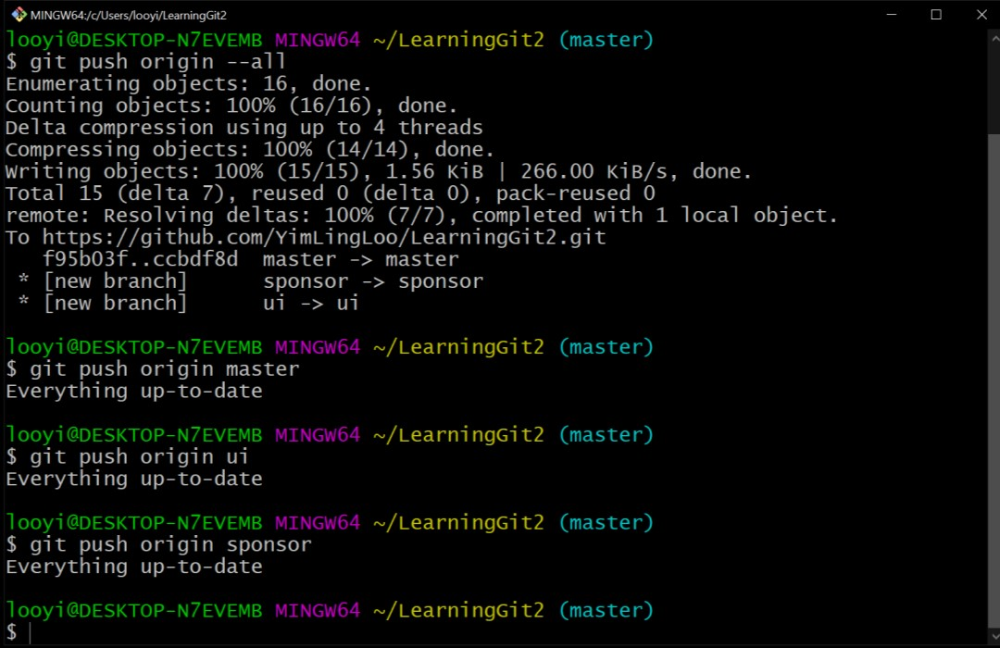 MINGW64:/c/Users/looyi/LearningGit2
looyi@DESKTOP-N7EVEMB MINGW64 ~/LearningGit2 (master)
$ git push origin --all
Enumerating objects: 16, done.
Counting objects: 100% (16/16), done.
Delta compression using up to 4 threads
Compressing objects: 100% (14/14), done.
Writing objects: 100% (15/15), 1.56 KiB | 266.00 KiB/s, done.
Total 15 (delta 7), reused 0 (delta 0), pack-reused 0
remote: Resolving deltas: 100% (7/7), completed with 1 local object.
To https://github.com/YimLingLoo/LearningGit2.git
   f95b03f..ccbdf8d  master -> master
 * [new branch]      sponsor -> sponsor
 * [new branch]      ui -> ui
looyi@DESKTOP-N7EVEMB MINGW64 ~/LearningGit2 (master)
$ git push origin master
Everything up-to-date
looyi@DESKTOP-N7EVEMB MINGW64 ~/LearningGit2 (master)
$ git push origin ui
Everything up-to-date
looyi@DESKTOP-N7EVEMB MINGW64 ~/LearningGit2 (master)
$ git push origin sponsor
Everything up-to-date
looyi@DESKTOP-N7EVEMB MINGW64 ~/LearningGit2 (master)
$